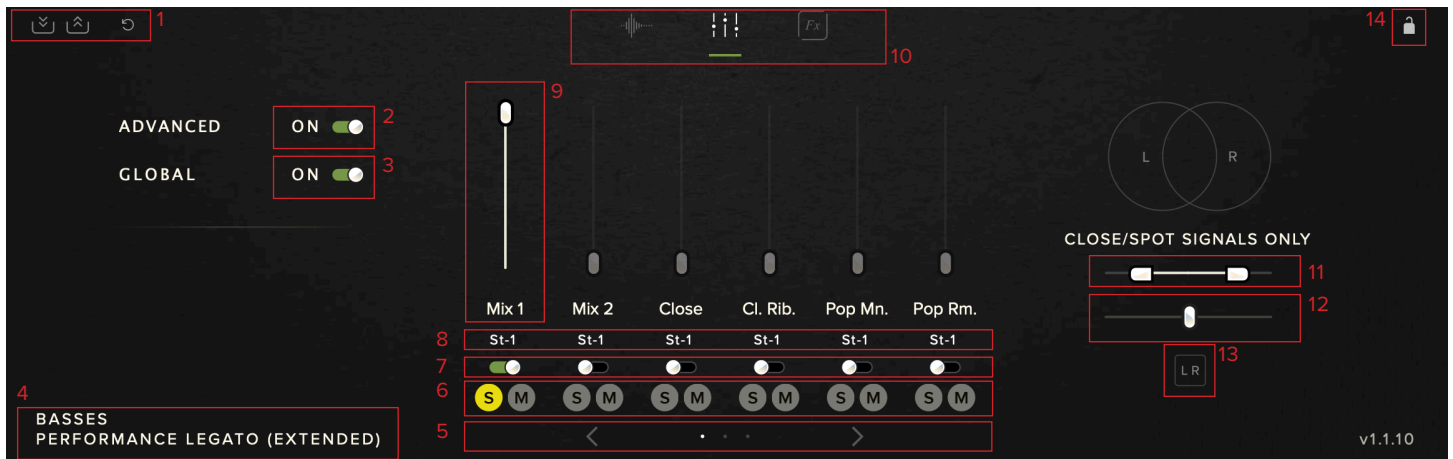 1
Fx
10
14
9
ADVANCED ON 2
GLOBAL ON 3
L R
CLOSE/SPOT SIGNALS ONLY
11
12
Mix 1 Mix 2 Close Cl. Rib. Pop Mn. Pop Rm.
8 St-1 St-1 St-1 St-1 St-1 St-1
7
13
L R
6 S M S M S M S M S M S M
4
5
BASSES
PERFORMANCE LEGATO (EXTENDED)
v1.1.10